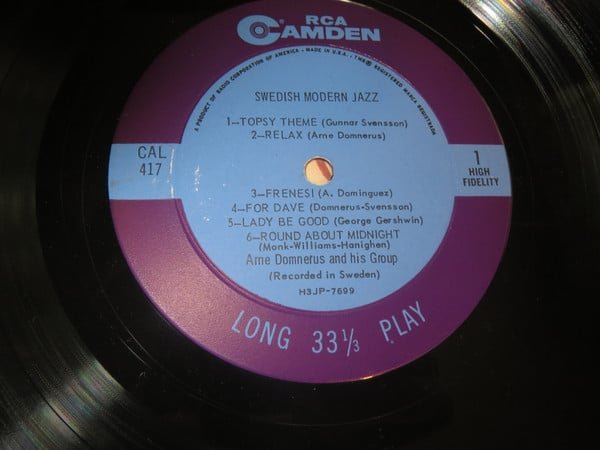 RCA
CAMDEN
A PRODUCT OF RADIO CORPORATION OF AMERICA - MADE IN U.S.A. - TMK(S) ® REGISTERED MARCA REGISTRADA
SWEDISH MODERN JAZZ
1—TOPSY THEME (Gunnar Svensson)
2—RELAX (Arne Domnerus)
CAL
417
1
HIGH
FIDELITY
3—FRENESI (A. Dominguez)
4—FOR DAVE (Domnerus-Svensson)
5—LADY BE GOOD (George Gershwin)
6—ROUND ABOUT MIDNIGHT
(Monk-Williams-Hanighen)
Arne Domnerus and his Group
(Recorded in Sweden)
H3JP-7699
LONG 33⅓ PLAY